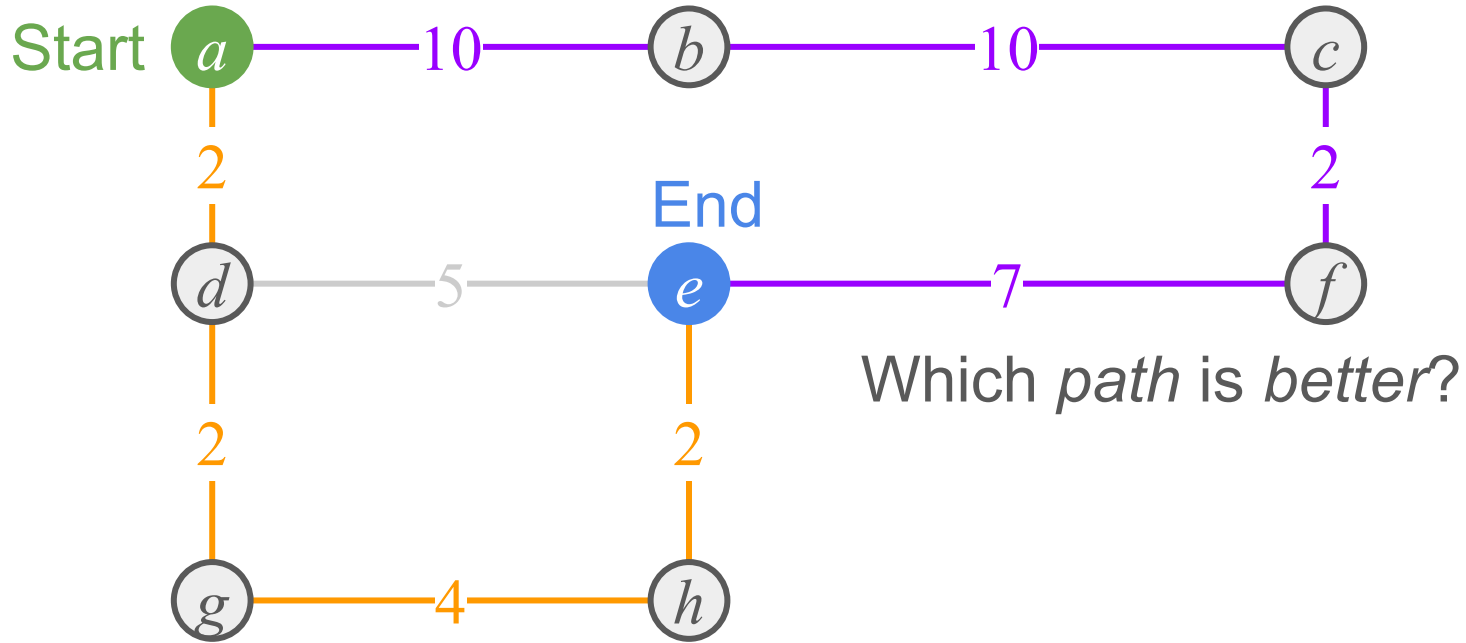 Start a 10 b 10 c
2 2
End
d 5 e 7 f
Which path is better?
2 2
g 4 h